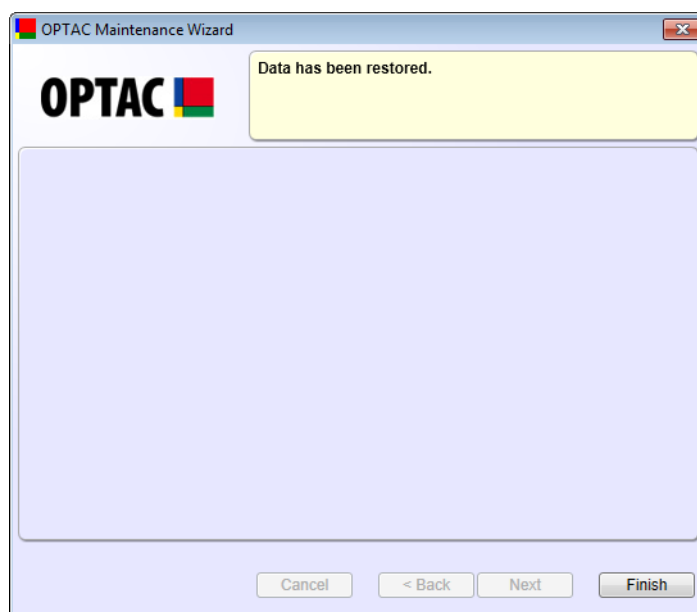 OPTAC Maintenance Wizard
OPTAC
Data has been restored.
Cancel
< Back
Next
Finish